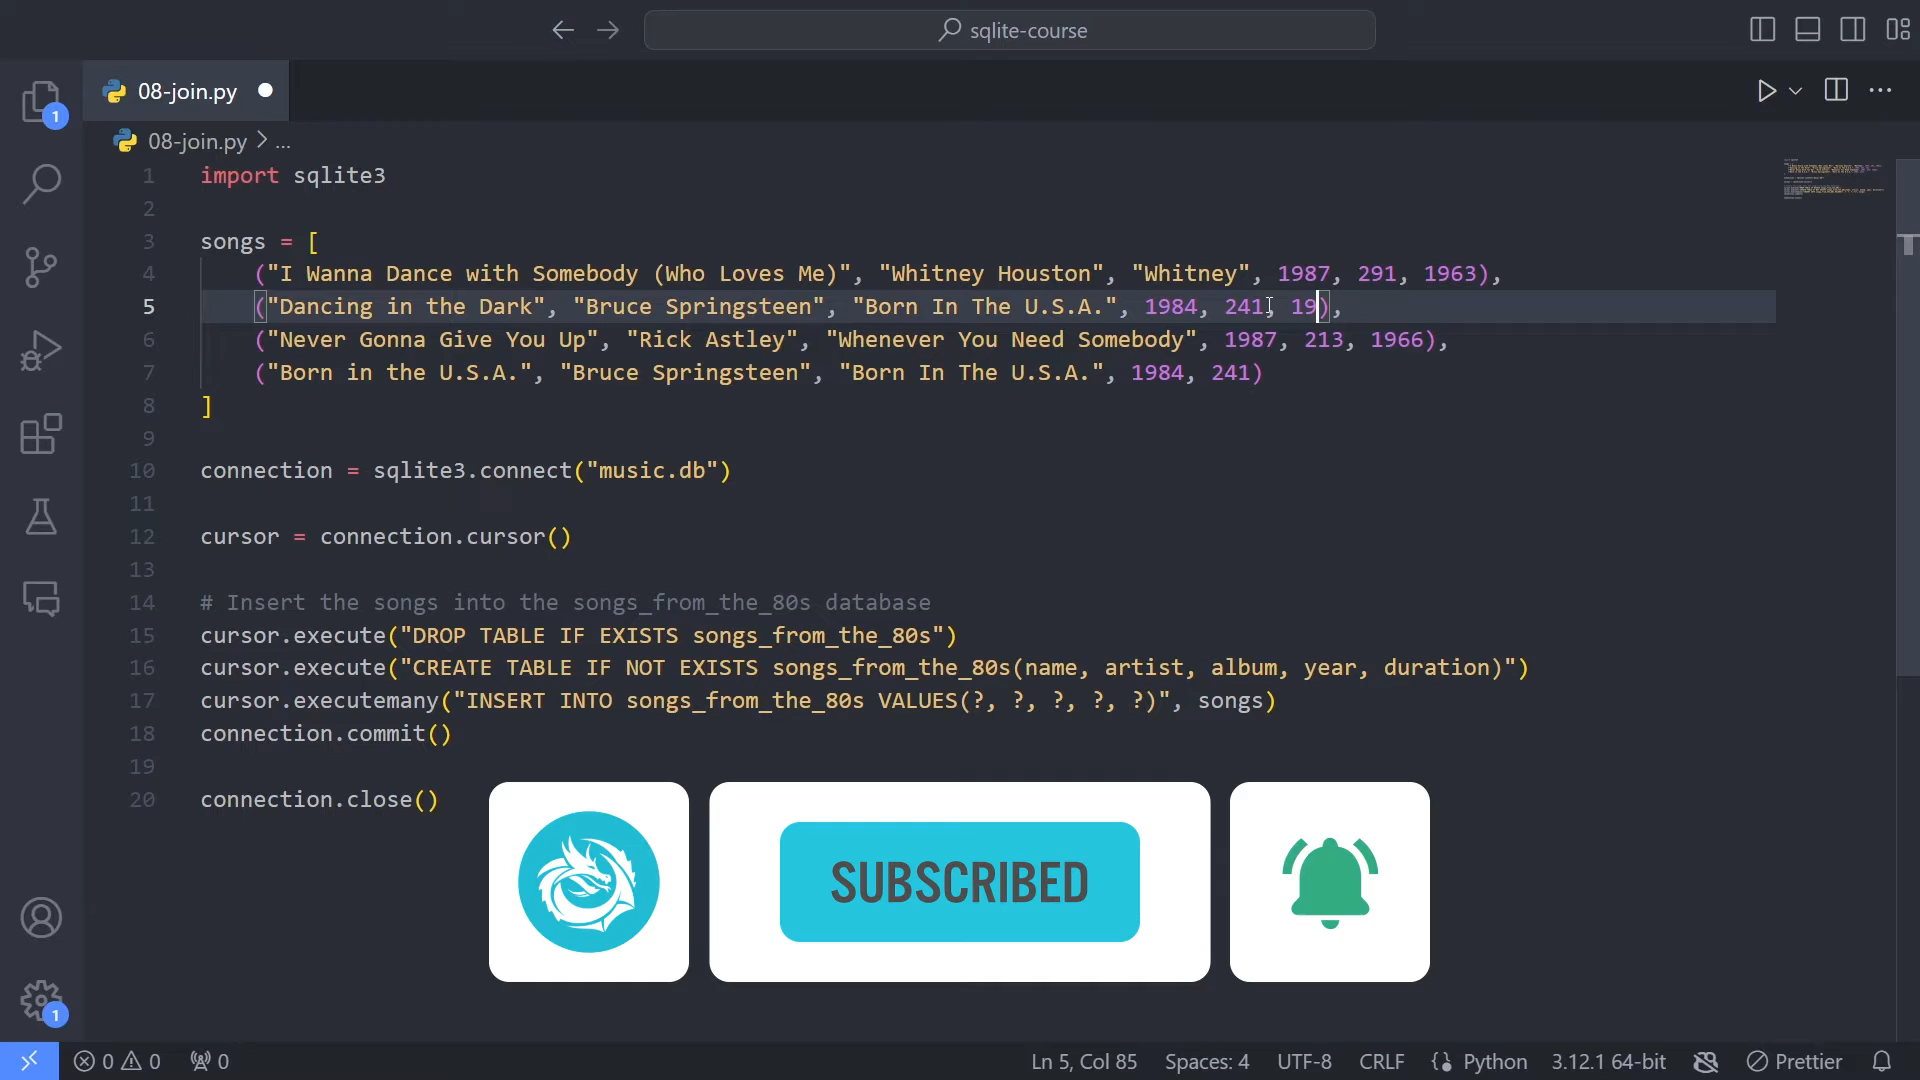 sqlite-course
1
08-join.py
08-join.py > ...
1 import sqlite3
2
3 songs = [
4 ("I Wanna Dance with Somebody (Who Loves Me)", "Whitney Houston", "Whitney", 1987, 291, 1963),
5 ("Dancing in the Dark", "Bruce Springsteen", "Born In The U.S.A.", 1984, 241, 19),
6 ("Never Gonna Give You Up", "Rick Astley", "Whenever You Need Somebody", 1987, 213, 1966),
7 ("Born in the U.S.A.", "Bruce Springsteen", "Born In The U.S.A.", 1984, 241)
8 ]
9
10 connection = sqlite3.connect("music.db")
11
12 cursor = connection.cursor()
13
14 # Insert the songs into the songs_from_the_80s database
15 cursor.execute("DROP TABLE IF EXISTS songs_from_the_80s")
16 cursor.execute("CREATE TABLE IF NOT EXISTS songs_from_the_80s(name, artist, album, year, duration)")
17 cursor.executemany("INSERT INTO songs_from_the_80s VALUES(?, ?, ?, ?, ?)", songs)
18 connection.commit()
19
20 connection.close()
SUBSCRIBED
1
0 0 0 Ln 5, Col 85 Spaces: 4 UTF-8 CRLF Python 3.12.1 64-bit Prettier